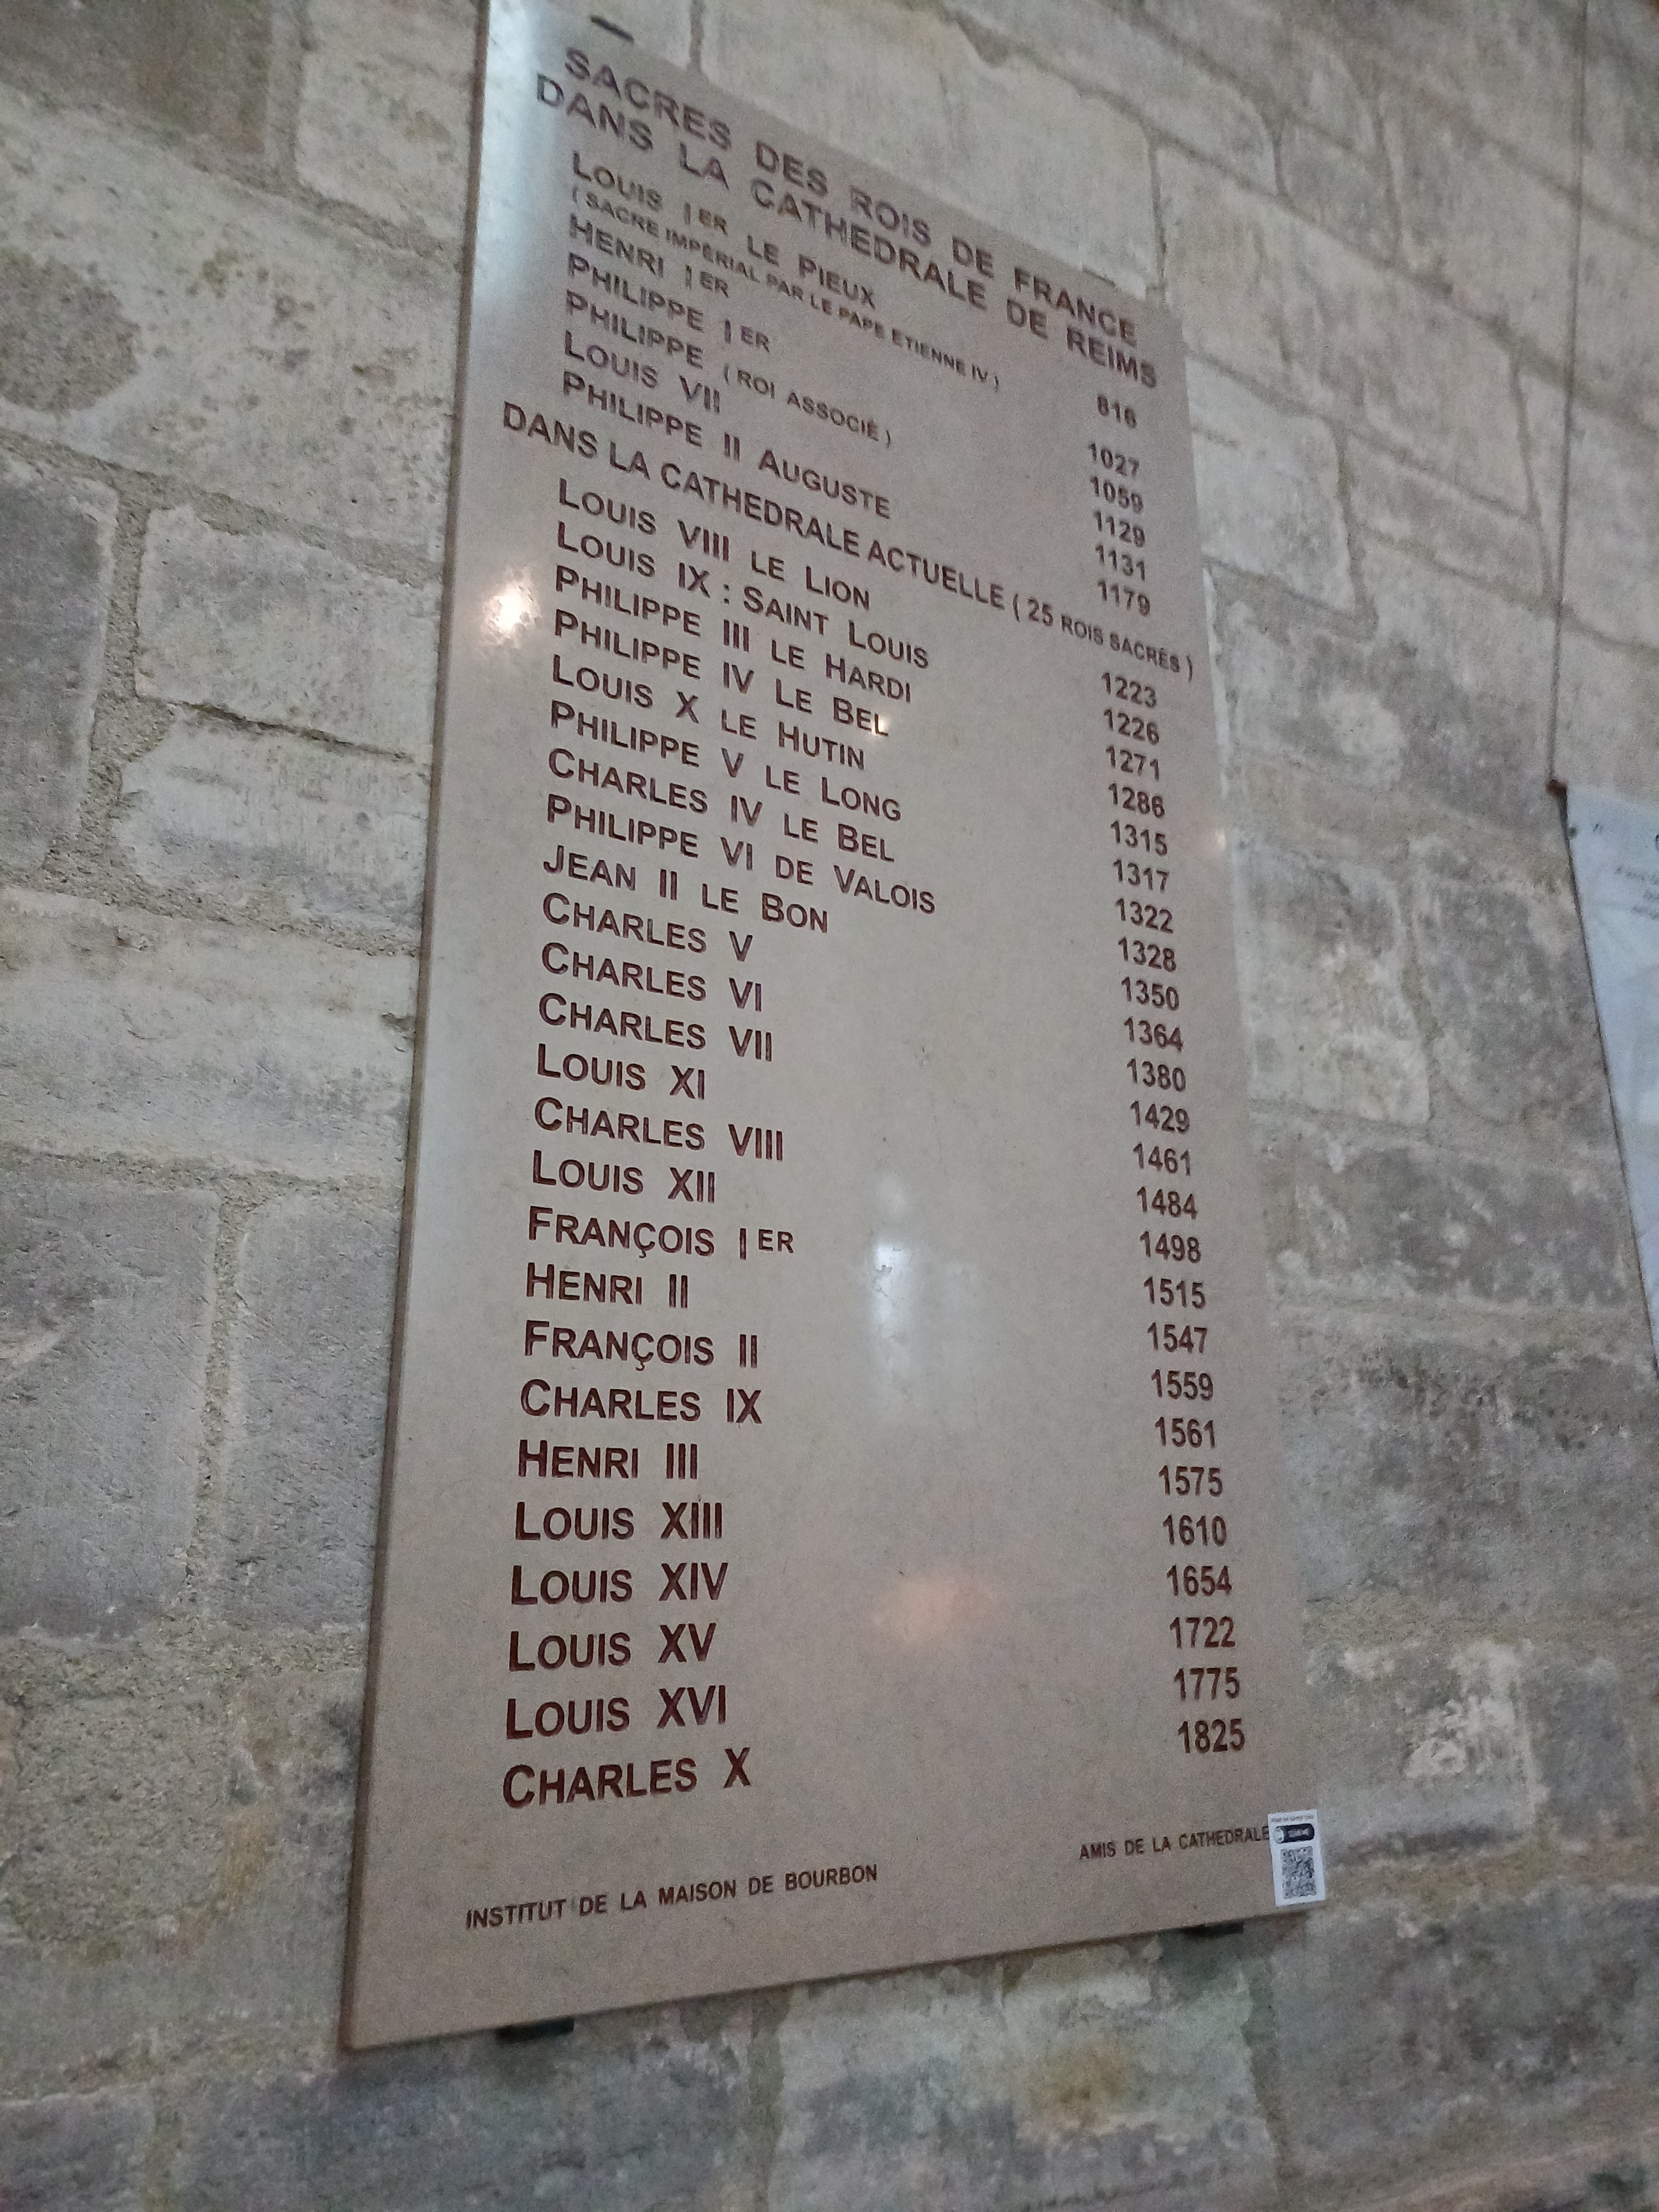 SACRES DES ROIS DE FRANCE
DANS LA CATHEDRALE DE REIMS
LOUIS IER LE PIEUX 816
(SACRE IMPÉRIAL PAR LE PAPE ETIENNE IV)
HENRI IER 1027
PHILIPPE IER 1059
PHILIPPE (ROI ASSOCIÉ) 1129
LOUIS VII 1131
PHILIPPE II AUGUSTE 1179
DANS LA CATHEDRALE ACTUELLE (25 ROIS SACRÉS)
LOUIS VIII LE LION 1223
LOUIS IX : SAINT LOUIS 1226
PHILIPPE III LE HARDI 1271
PHILIPPE IV LE BEL 1286
LOUIS X LE HUTIN 1315
PHILIPPE V LE LONG 1317
CHARLES IV LE BEL 1322
PHILIPPE VI DE VALOIS 1328
JEAN II LE BON 1350
CHARLES V 1364
CHARLES VI 1380
CHARLES VII 1429
LOUIS XI 1461
CHARLES VIII 1484
LOUIS XII 1498
FRANÇOIS IER 1515
HENRI II 1547
FRANÇOIS II 1559
CHARLES IX 1561
HENRI III 1575
LOUIS XIII 1610
LOUIS XIV 1654
LOUIS XV 1722
LOUIS XVI 1775
CHARLES X 1825
INSTITUT DE LA MAISON DE BOURBON
AMIS DE LA CATHEDRALE